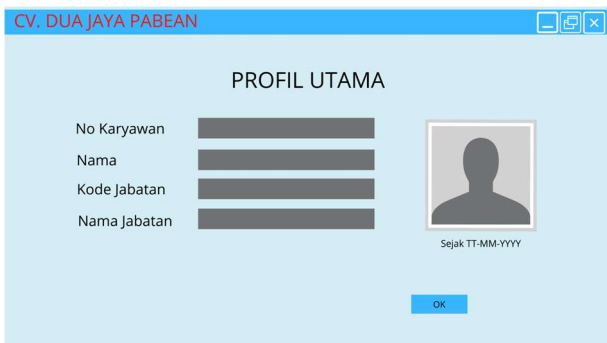 CV. DUA JAYA PABEAN
PROFIL UTAMA
No Karyawan
Nama
Kode Jabatan
Nama Jabatan
Sejak TT-MM-YYYY
OK